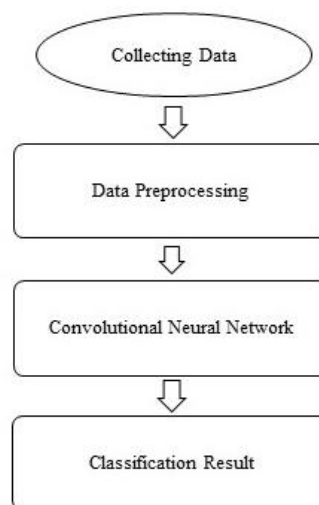 Collecting Data
Data Preprocessing
Convolutional Neural Network
Classification Result